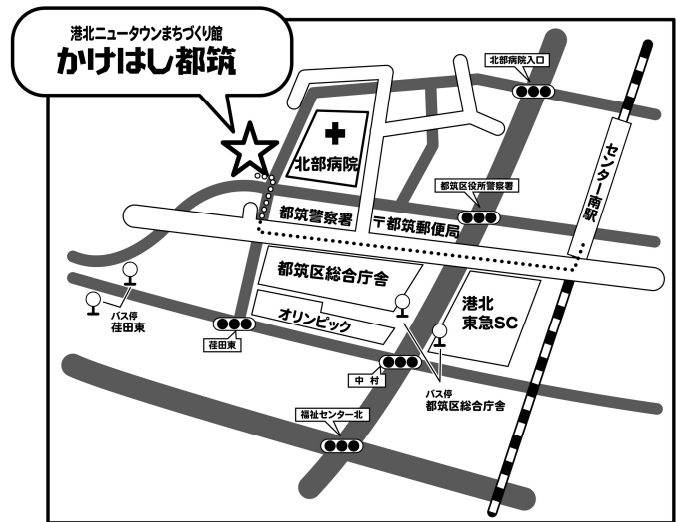 港北ニュータウンまちづくり館
かけはし都筑
北部病院入口
センター南駅
北部病院
都筑区役所警察署
都筑警察署
〒都筑郵便局
都筑区総合庁舎
港北
東急SC
オリンピック
バス停
荏田東
荏田東
中村
バス停
都筑区総合庁舎
福祉センター北